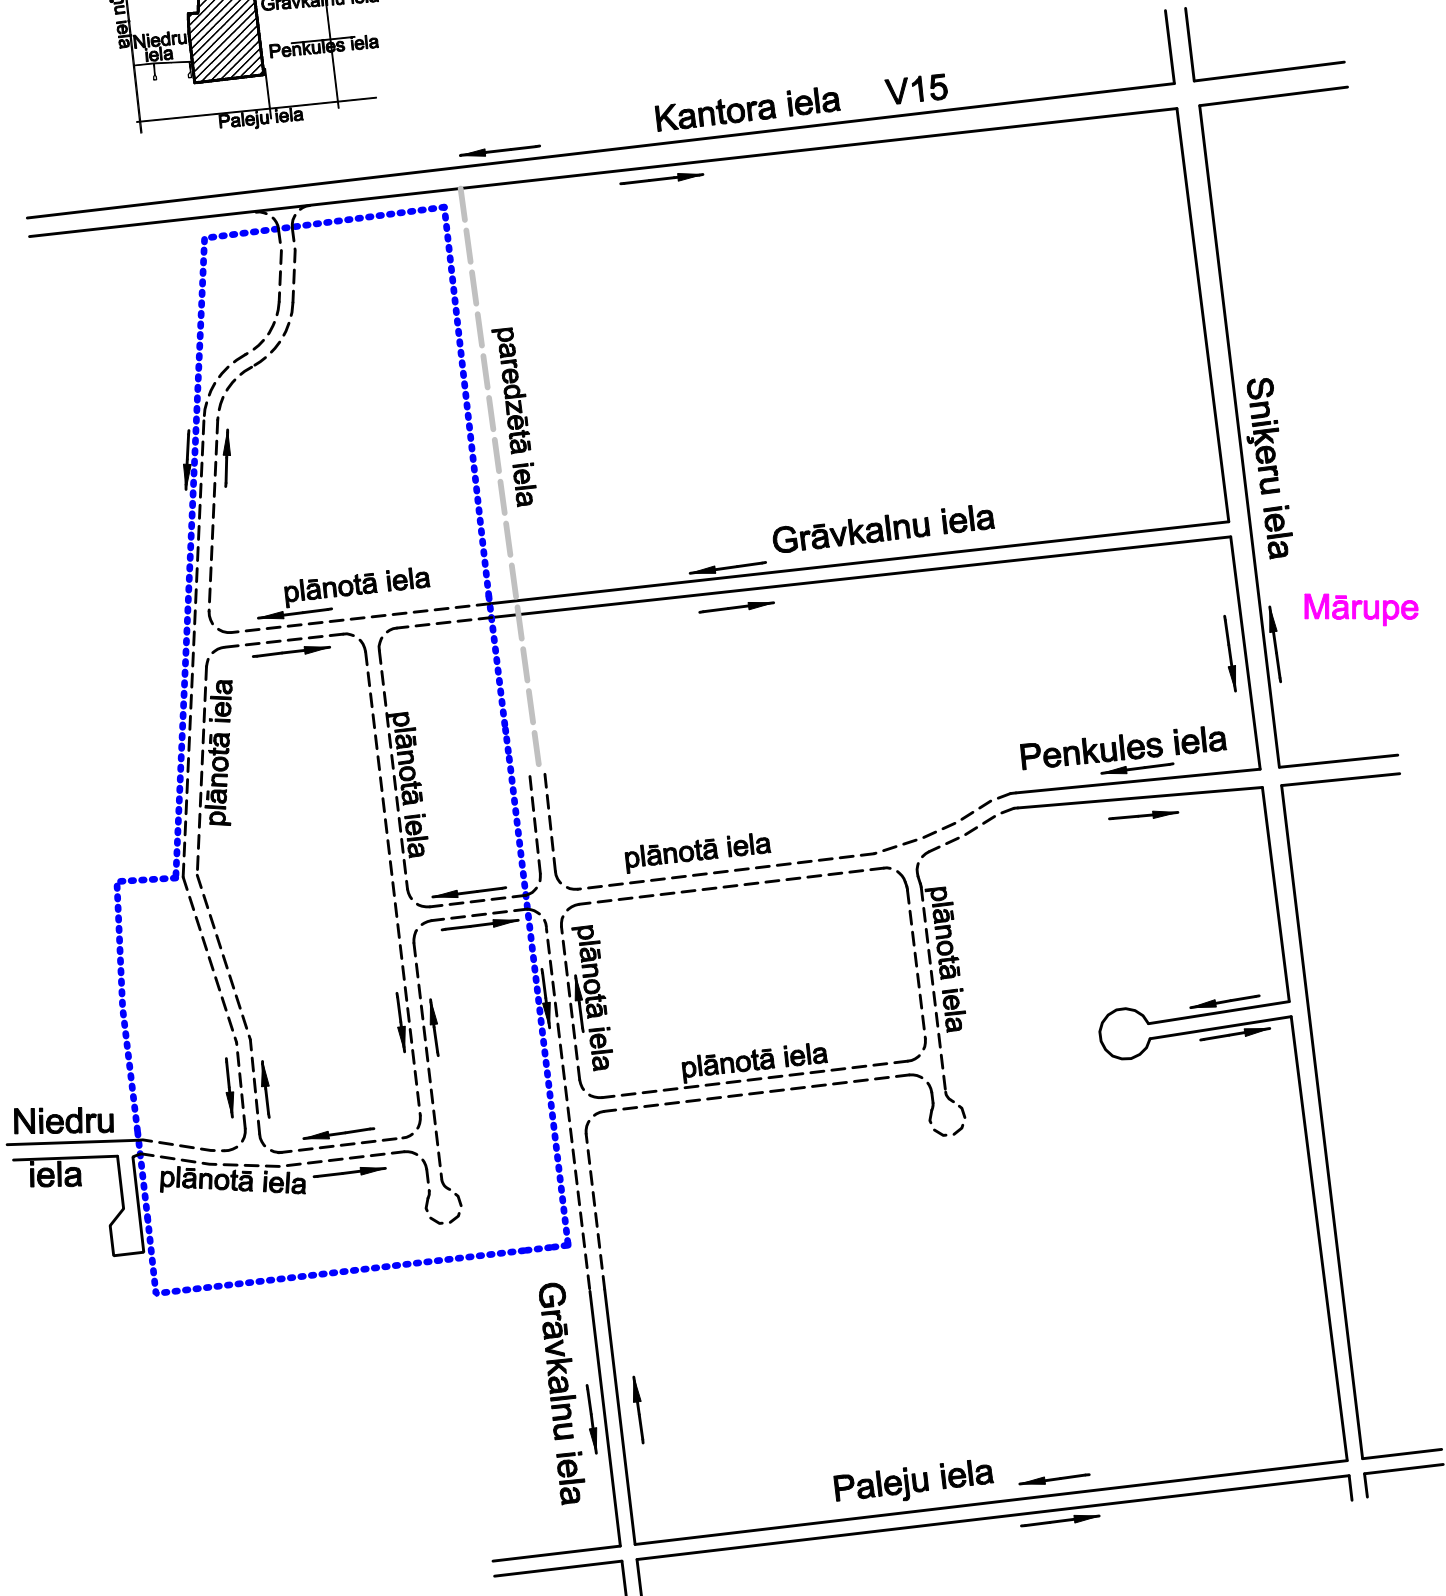 Grāvkalnu iela
Niedru
iela
Penkules iela
Paleju iela
Kantora iela V15
paredzētā iela
Sniķeru iela
Grāvkalnu iela
plānotā iela
Mārupe
plānotā iela
plānotā iela
Penkules iela
plānotā iela
plānotā iela
plānotā iela
plānotā iela
Niedru
iela
plānotā iela
Grāvkalnu iela
Paleju iela